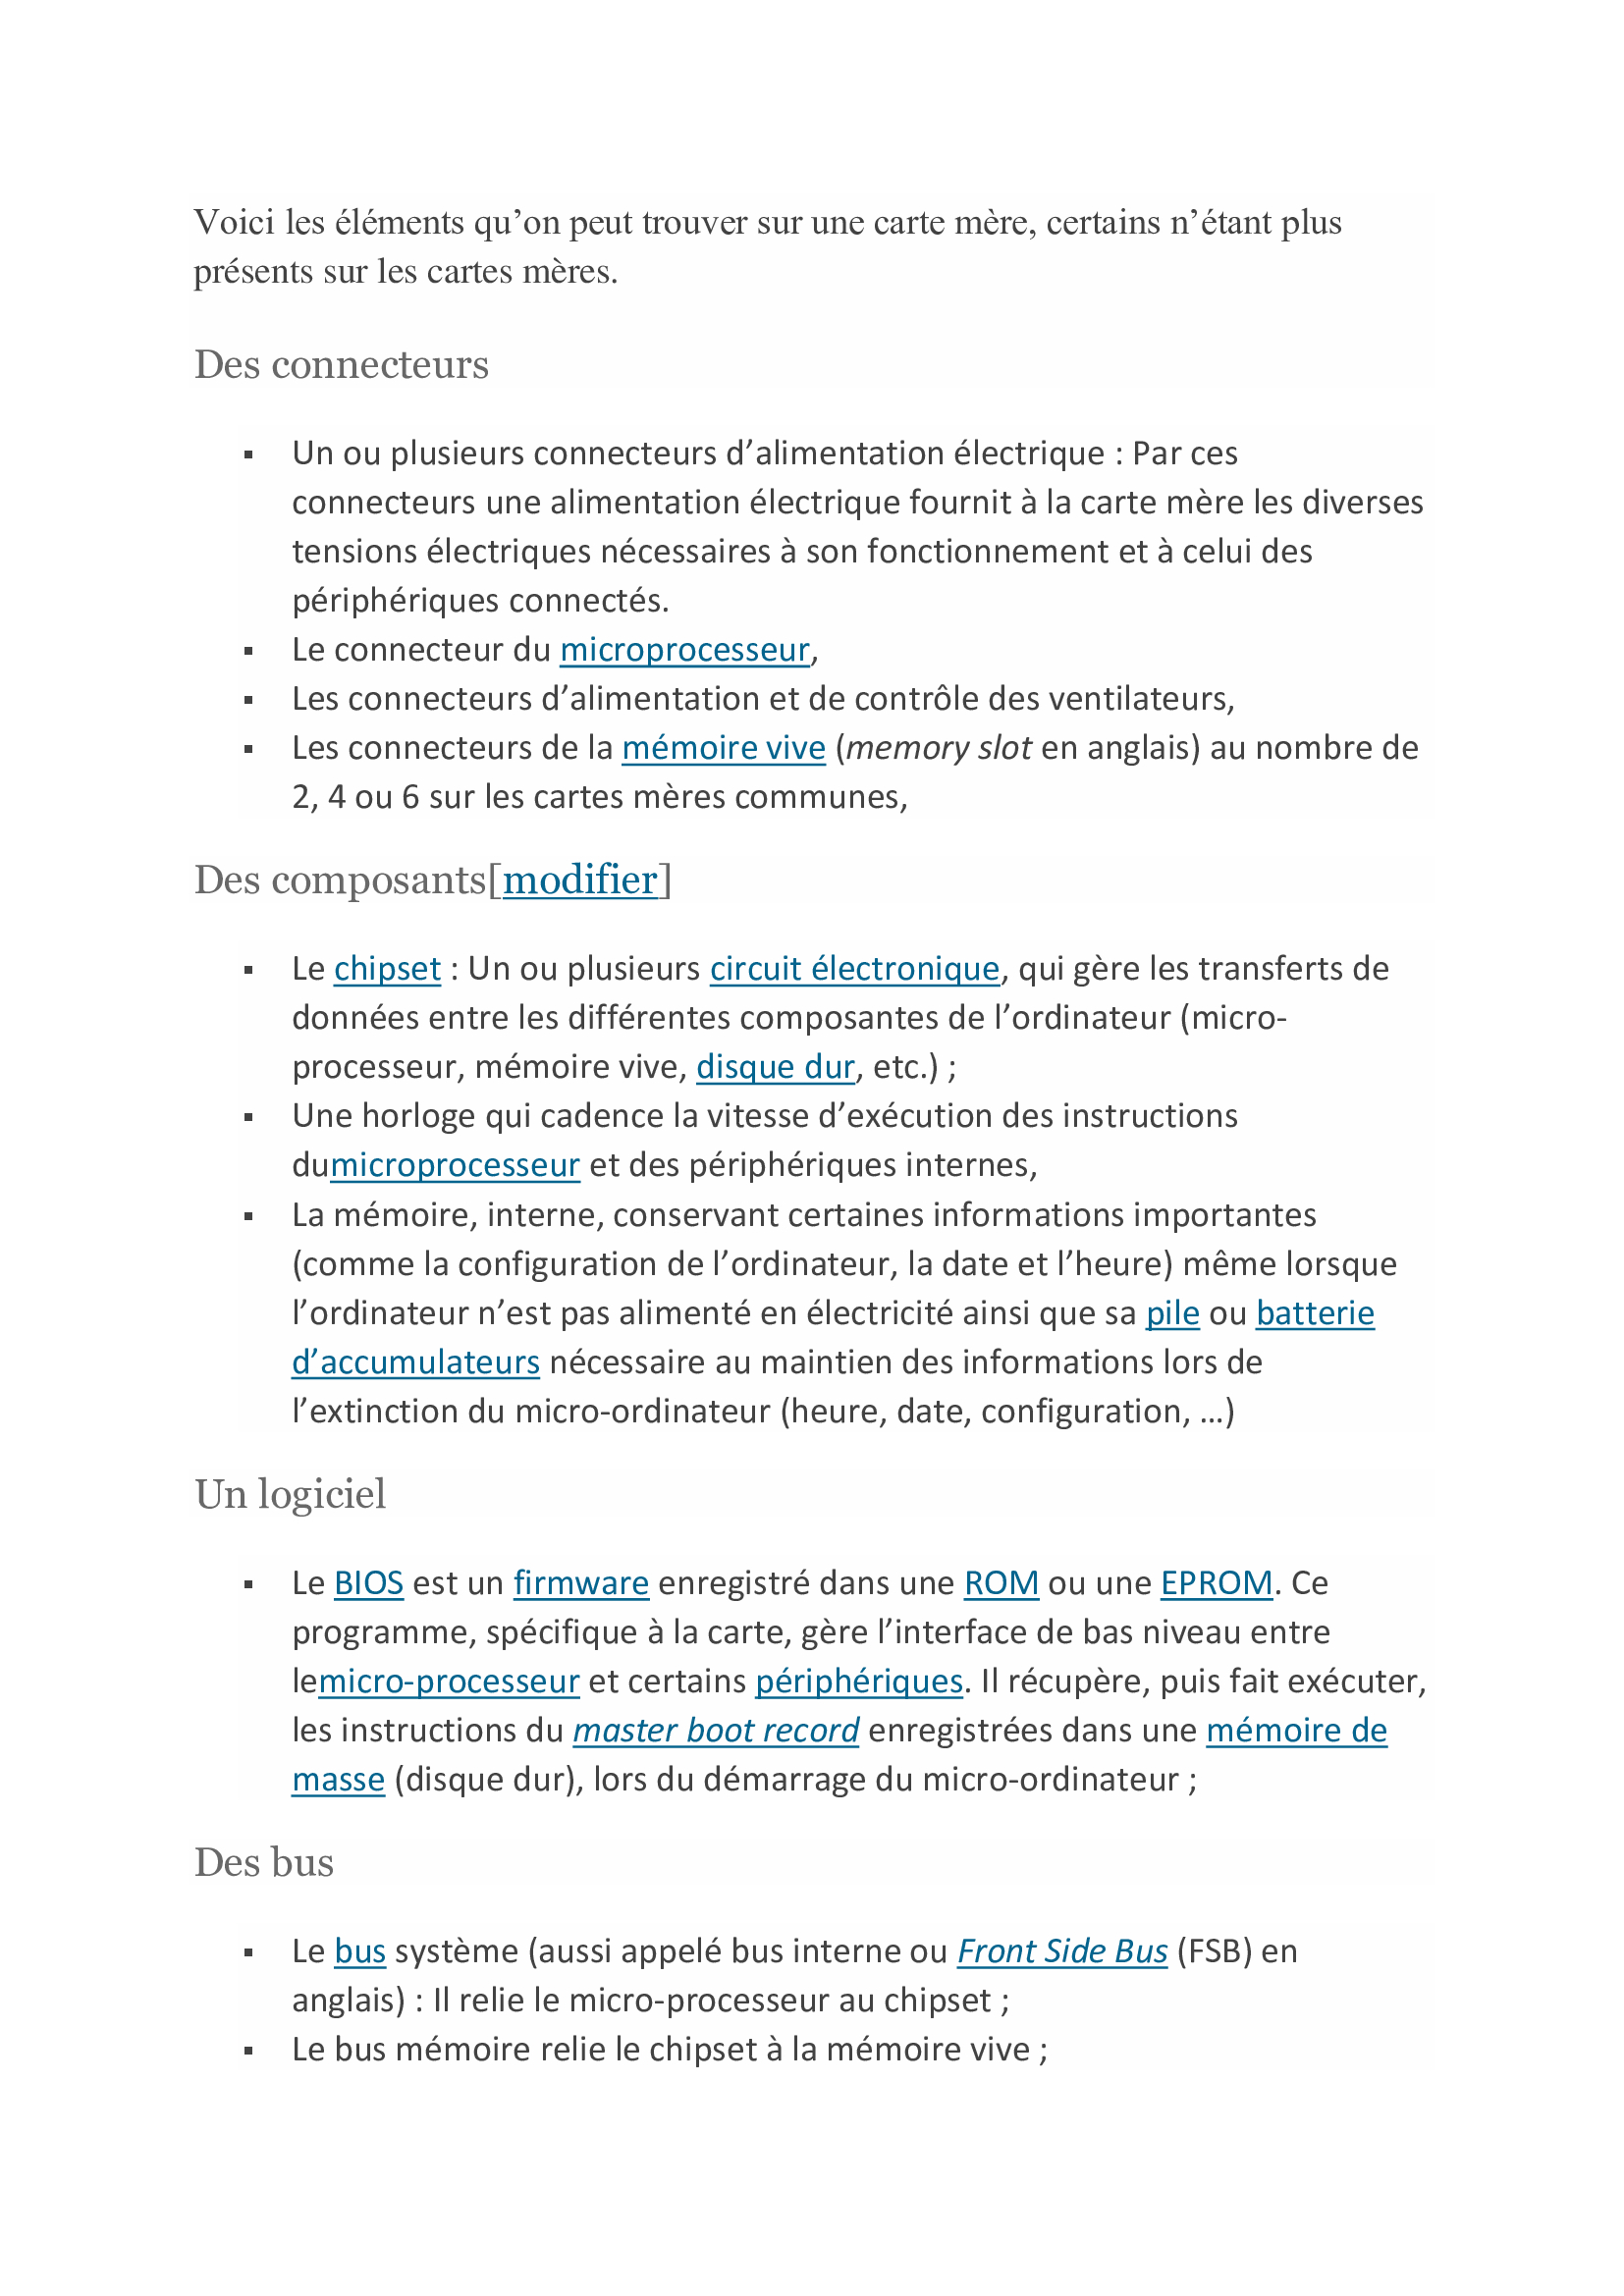 Voici les éléments qu’on peut trouver sur une carte mère, certains n’étant plus
présents sur les cartes mères.
Des connecteurs
▪ Un ou plusieurs connecteurs d’alimentation électrique : Par ces
connecteurs une alimentation électrique fournit à la carte mère les diverses
tensions électriques nécessaires à son fonctionnement et à celui des
périphériques connectés.
▪ Le connecteur du microprocesseur,
▪ Les connecteurs d’alimentation et de contrôle des ventilateurs,
▪ Les connecteurs de la mémoire vive (memory slot en anglais) au nombre de
2, 4 ou 6 sur les cartes mères communes,
Des composants[modifier]
▪ Le chipset : Un ou plusieurs circuit électronique, qui gère les transferts de
données entre les différentes composantes de l’ordinateur (micro-
processeur, mémoire vive, disque dur, etc.) ;
▪ Une horloge qui cadence la vitesse d’exécution des instructions
dumicroprocesseur et des périphériques internes,
▪ La mémoire, interne, conservant certaines informations importantes
(comme la configuration de l’ordinateur, la date et l’heure) même lorsque
l’ordinateur n’est pas alimenté en électricité ainsi que sa pile ou batterie
d’accumulateurs nécessaire au maintien des informations lors de
l’extinction du micro-ordinateur (heure, date, configuration, …)
Un logiciel
▪ Le BIOS est un firmware enregistré dans une ROM ou une EPROM. Ce
programme, spécifique à la carte, gère l’interface de bas niveau entre
lemicro-processeur et certains périphériques. Il récupère, puis fait exécuter,
les instructions du master boot record enregistrées dans une mémoire de
masse (disque dur), lors du démarrage du micro-ordinateur ;
Des bus
▪ Le bus système (aussi appelé bus interne ou Front Side Bus (FSB) en
anglais) : Il relie le micro-processeur au chipset ;
▪ Le bus mémoire relie le chipset à la mémoire vive ;